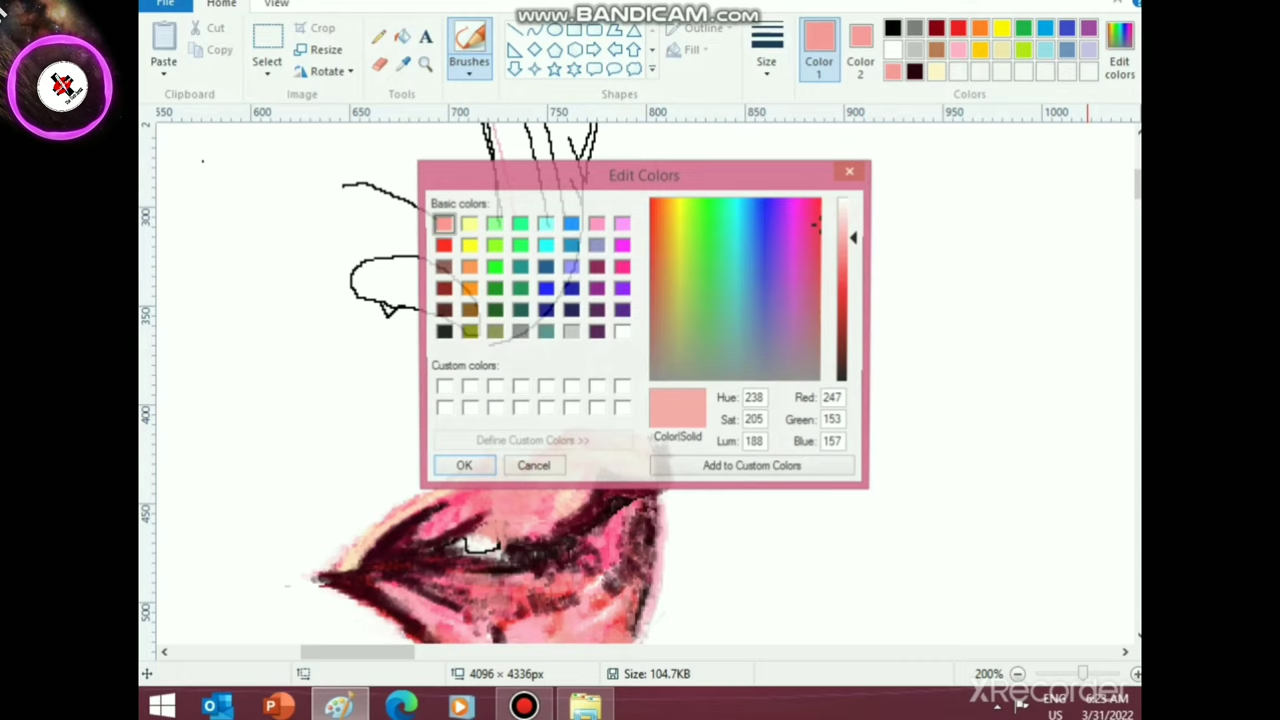 www.BANDICAM.com
File Home View
Paste
Cut
Copy
Clipboard
Select
Crop
Resize
Rotate
Image
A
Tools
Brushes
Outline
Fill
Shapes
Size
Color 1
Color 2
Edit colors
Colors
550 600 650 700 750 800 850 900 950 1000
300
350
400
450
500
Edit Colors
Basic colors:
Custom colors:
Define Custom Colors >>
OK Cancel
Hue: 238 Red: 247
Sat: 205 Green: 153
Lum: 188 Blue: 157
Color|Solid
Add to Custom Colors
4096 × 4336px
Size: 104.7KB
200%
XRecorder
ENG
US
6:23 AM
3/31/2022